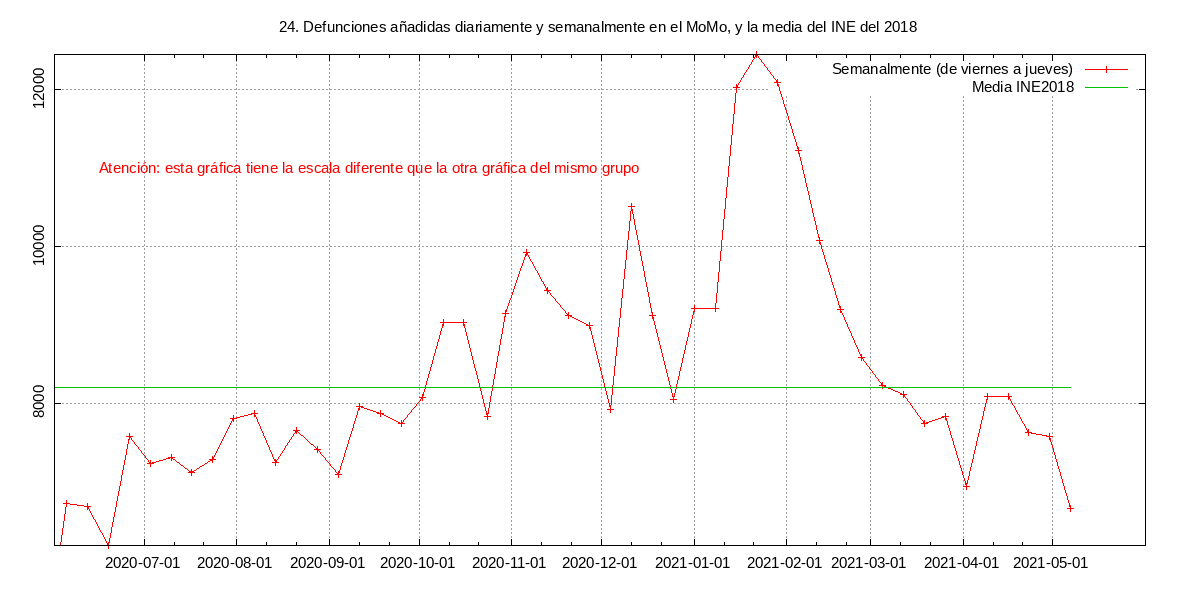 24. Defunciones añadidas diariamente y semanalmente en el MoMo, y la media del INE del 2018
Semanalmente (de viernes a jueves)
Media INE2018
12000
Atención: esta gráfica tiene la escala diferente que la otra gráfica del mismo grupo
10000
8000
2020-07-01 2020-08-01 2020-09-01 2020-10-01 2020-11-01 2020-12-01 2021-01-01 2021-02-01 2021-03-01 2021-04-01 2021-05-01